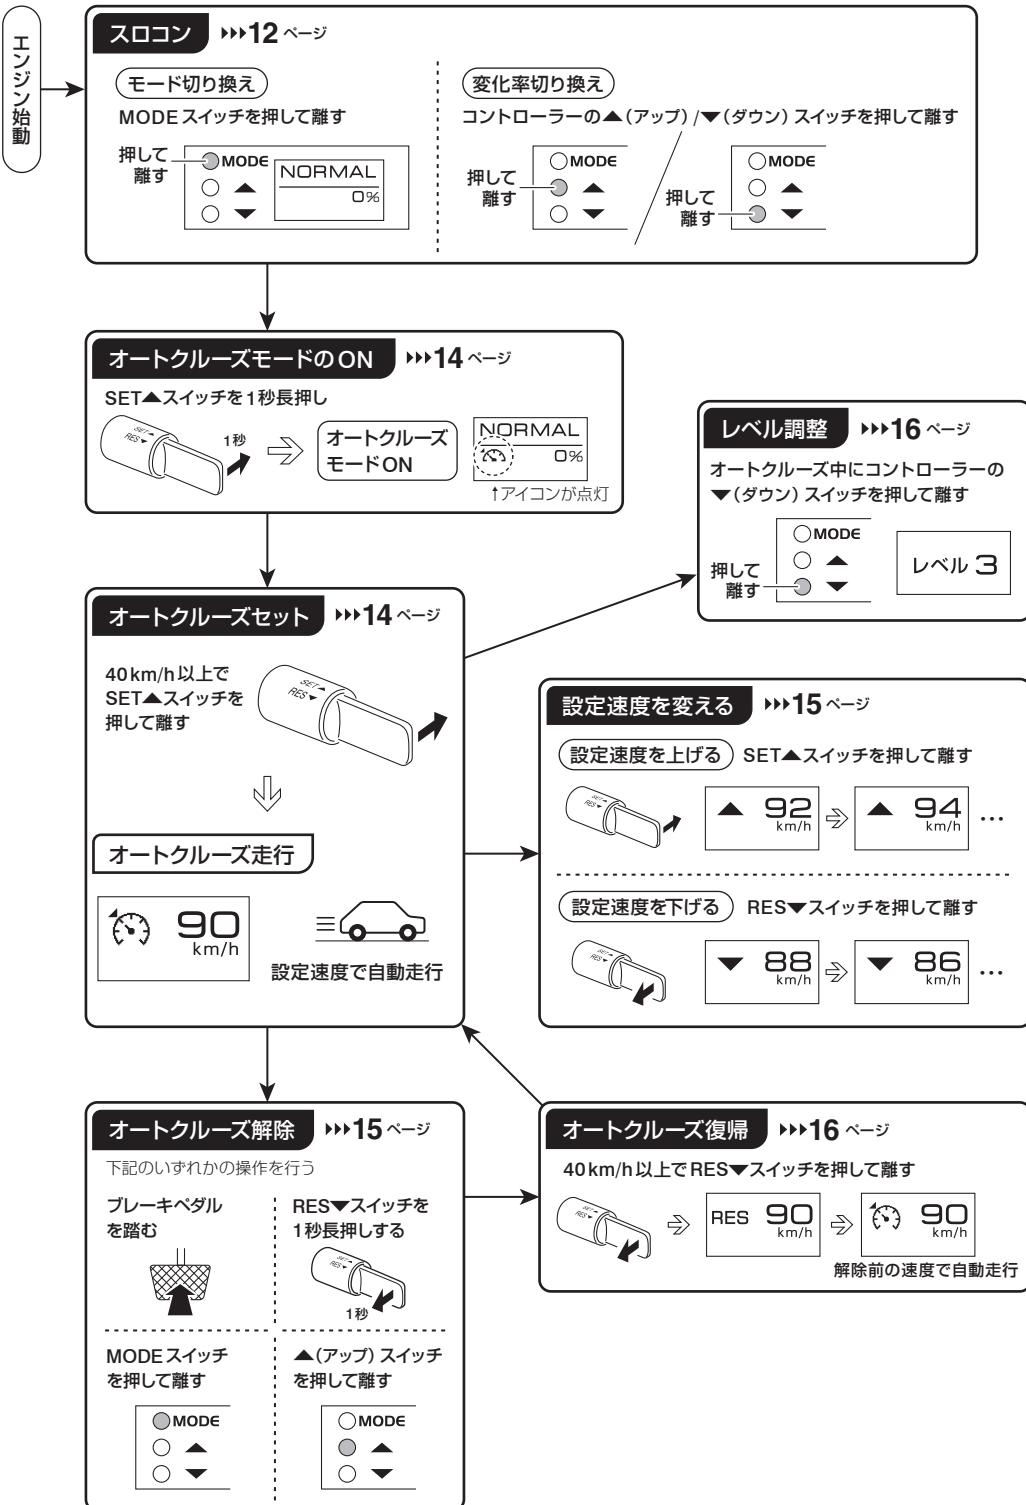 エンジン始動
スロコン ▸▸▸12 ページ
モード切り換え
MODEスイッチを押して離す
押して
離す
MODE
▲
▼
NORMAL
0%
変化率切り換え
コントローラーの▲(アップ)/▼(ダウン)スイッチを押して離す
押して
離す
MODE
▲
▼
押して
離す
MODE
▲
▼
オートクルーズモードのON ▸▸▸14 ページ
SET▲スイッチを1秒長押し
SET▲
RES▼
1秒
オートクルーズ
モードON
NORMAL
0%
↑アイコンが点灯
レベル調整 ▸▸▸16 ページ
オートクルーズ中にコントローラーの
▼(ダウン)スイッチを押して離す
押して
離す
MODE
▲
▼
レベル 3
オートクルーズセット ▸▸▸14 ページ
40km/h以上で
SET▲スイッチを
押して離す
SET▲
RES▼
オートクルーズ走行
90
km/h
設定速度で自動走行
設定速度を変える ▸▸▸15 ページ
設定速度を上げる SET▲スイッチを押して離す
SET▲
RES▼
▲ 92
km/h
▲ 94
km/h
…
設定速度を下げる RES▼スイッチを押して離す
SET▲
RES▼
▼ 88
km/h
▼ 86
km/h
…
オートクルーズ解除 ▸▸▸15 ページ
下記のいずれかの操作を行う
ブレーキペダル
を踏む
RES▼スイッチを
1秒長押しする
SET▲
RES▼
1秒
MODEスイッチ
を押して離す
MODE
▲
▼
▲(アップ)スイッチ
を押して離す
MODE
▲
▼
オートクルーズ復帰 ▸▸▸16 ページ
40km/h以上でRES▼スイッチを押して離す
SET▲
RES▼
RES 90
km/h
90
km/h
解除前の速度で自動走行